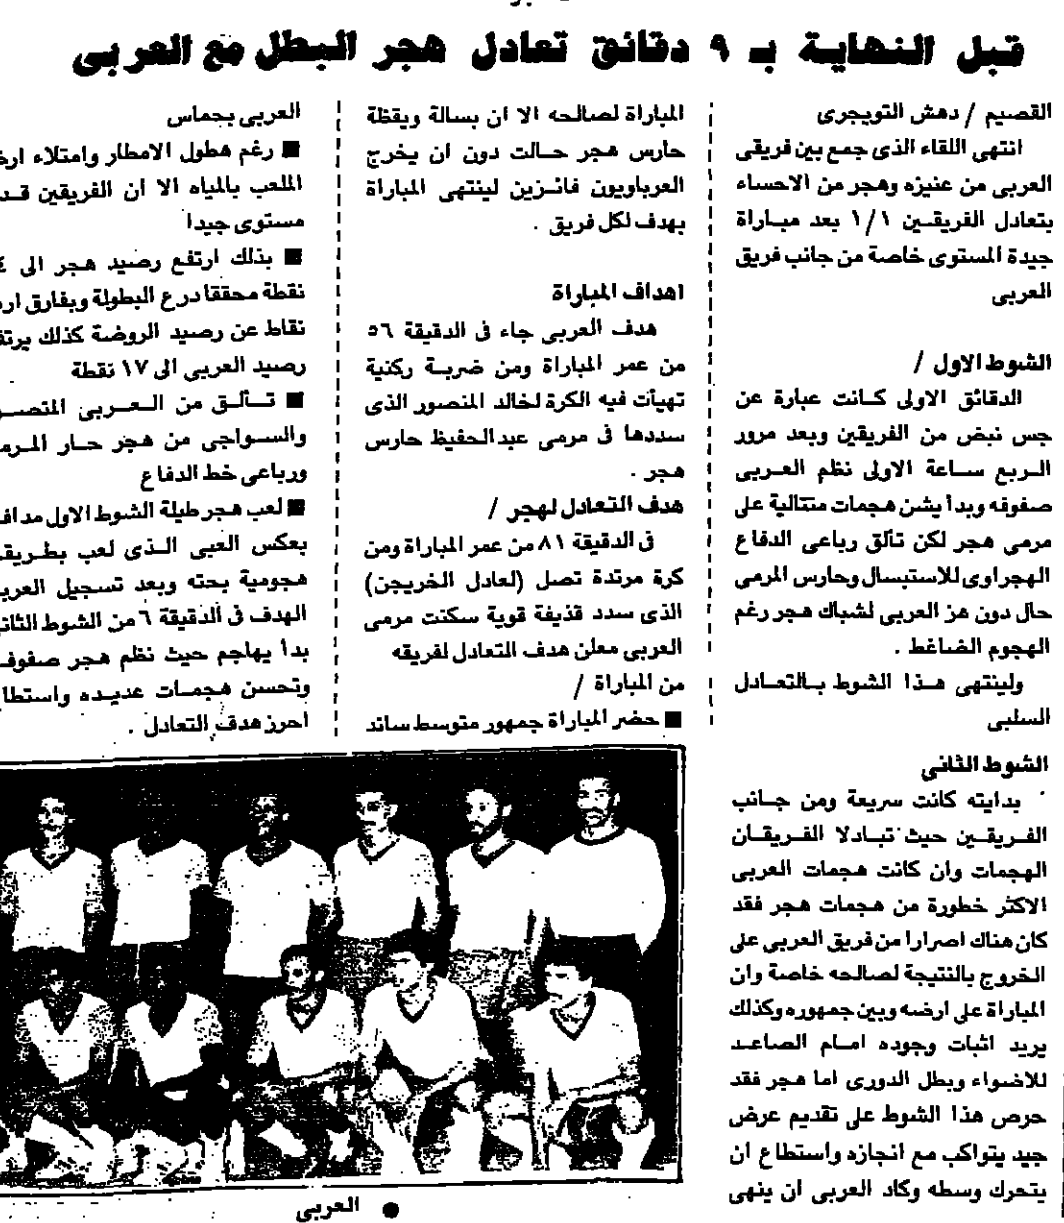 قبل النهاية بـ ٩ دقائق تعادل هجر البطل مع العربى
القصيم / دهش التويجرى
انتهى اللقاء الذى جمع بين فريقى
العربى من عنيزه وهجر من الاحساء
بتعادل الفريقين ١/١ بعد مباراة
جيدة المستوى خاصة من جانب فريق
العربى
الشوط الاول /
الدقائق الاولى كانت عبارة عن
جس نبض من الفريقين وبعد مرور
الربع ساعة الاولى نظم العربى
صفوفه وبدأ يشن هجمات متتالية على
مرمى هجر لكن تألق رباعى الدفاع
الهجراوى للاستبسال وحارس المرمى
حال دون هز العربى لشباك هجر رغم
الهجوم الضاغط .
ولينتهى هذا الشوط بالتعادل
السلبى
الشوط الثانى
بدايته كانت سريعة ومن جانب
الفريقين حيث تبادلا الفريقان
الهجمات وان كانت هجمات العربى
الاكثر خطورة من هجمات هجر فقد
كان هناك اصرارا من فريق العربى على
الخروج بالنتيجة لصالحه خاصة وان
المباراة على ارضه وبين جمهوره وكذلك
يريد اثبات وجوده امام الصاعد
للاضواء وبطل الدورى اما هجر فقد
حرص هذا الشوط على تقديم عرض
جيد يتواكب مع انجازه واستطاع ان
يتحرك وسطه وكاد العربى ان ينهى
المباراة لصالحه الا ان بسالة ويقظة
حارس هجر حالت دون ان يخرج
العرباويون فائزين لينتهى المباراة
بهدف لكل فريق .
اهداف المباراة
هدف العربى جاء فى الدقيقة ٥٦
من عمر المباراة ومن ضربة ركنية
تهيأت فيه الكرة لخالد المنصور الذى
سددها فى مرمى عبدالحفيظ حارس
هجر .
هدف التعادل لهجر /
فى الدقيقة ٨١ من عمر المباراة ومن
كرة مرتدة تصل (لعادل الخريجن)
الذى سدد قذيفة قوية سكنت مرمى
العربى معلن هدف التعادل لفريقه
من المباراة /
■ حضر المباراة جمهور متوسط ساند
العربى بحماس
■ رغم هطول الامطار وامتلاء
الملعب بالمياه الا ان الفريقين
مستوى جيدا
■ بذلك ارتفع رصيد هجر الى
نقطة محققا درع البطولة وبفارق
نقاط عن رصيد الروضة كذلك
رصيد العربى الى ١٧ نقطة
■ تألق من العربى
والسواجى من هجر حار
ورباعى خط الدفاع
■ لعب هجر طيلة الشوط الاول
بعكس العبى الذى لعب
هجومية بحته وبعد تسجيل
الهدف فى الدقيقة ٦ من الشوط
بدأ يهاجم حيث نظم هجر
وتحسن هجمات عديده
احرز هدف التعادل .
● العربى